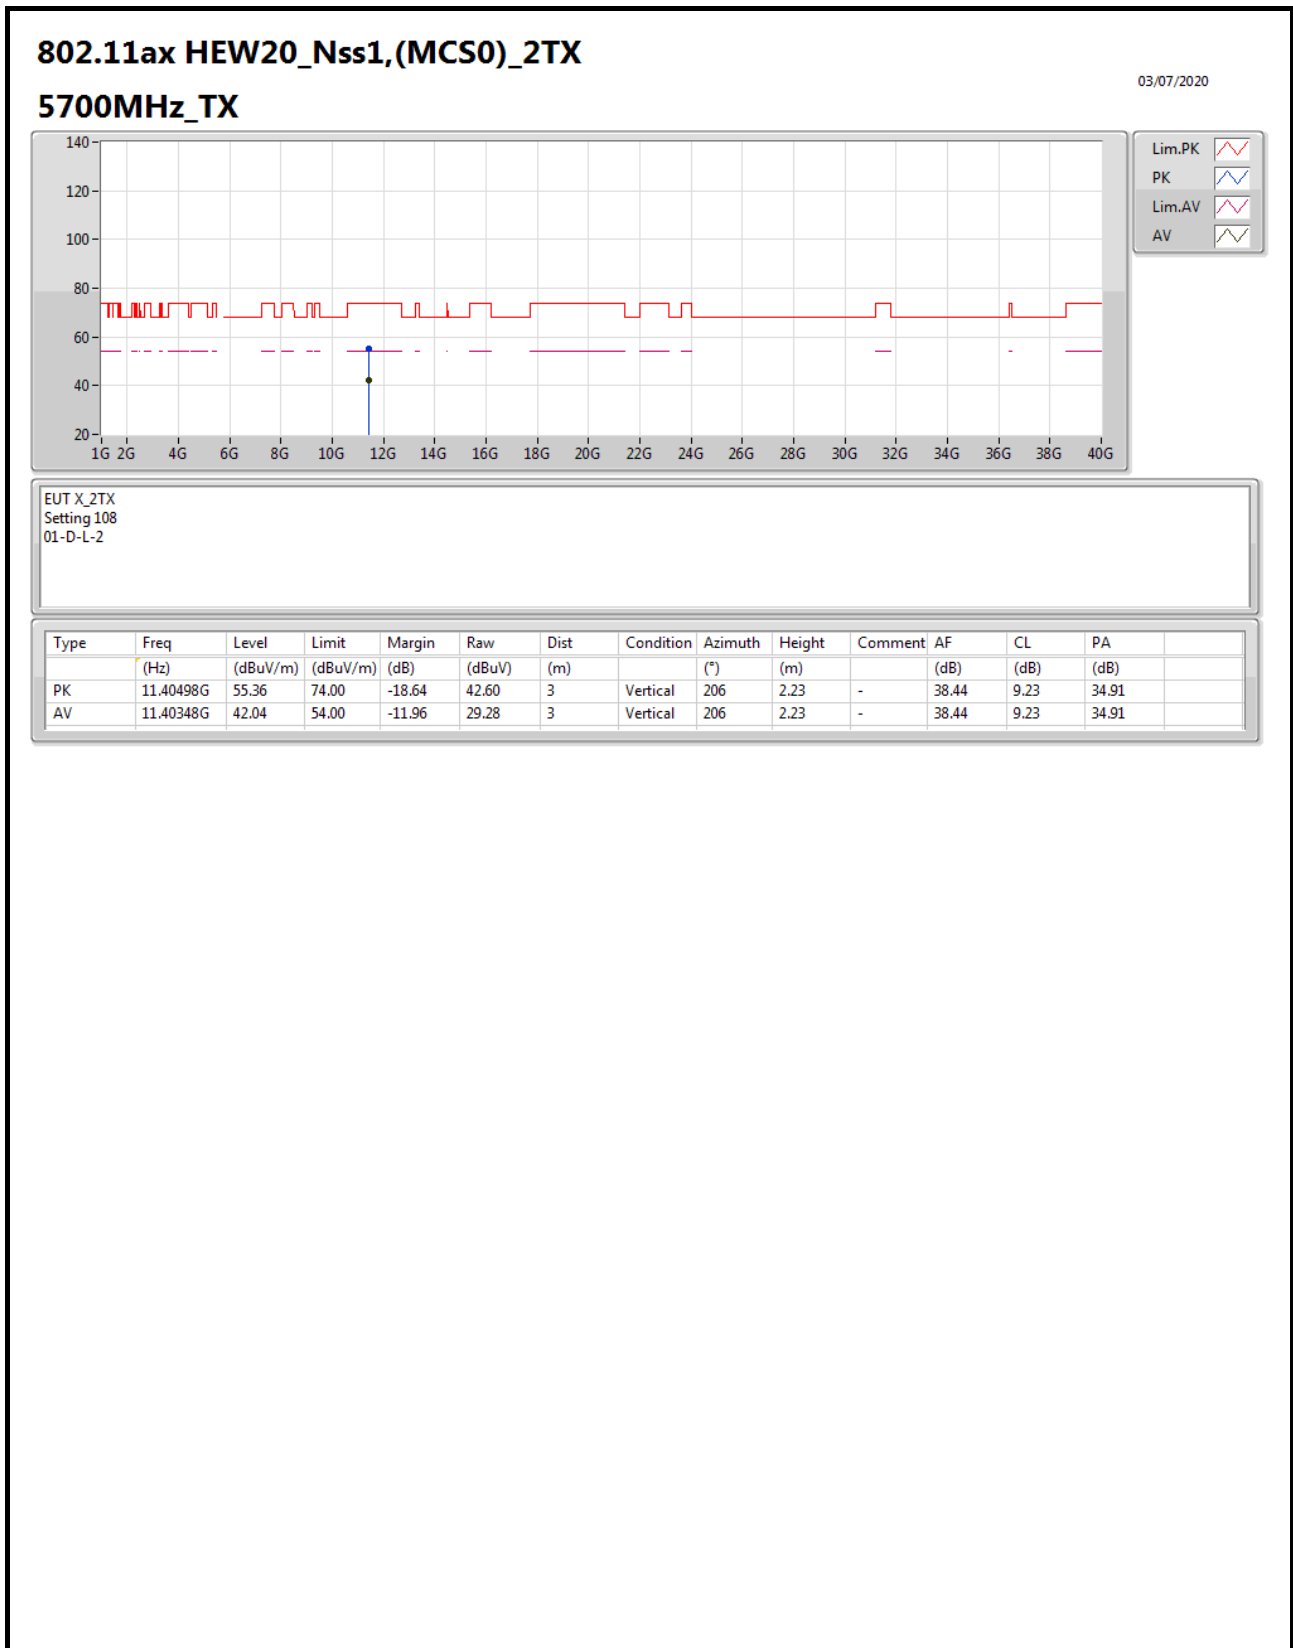 802.11ax HEW20_Nss1,(MCS0)_2TX
03/07/2020
5700MHz_TX
140
120
100
80
60
40
20
1G 2G 4G 6G 8G 10G 12G 14G 16G 18G 20G 22G 24G 26G 28G 30G 32G 34G 36G 38G 40G
Lim.PK
PK
Lim.AV
AV
EUT X_2TX
Setting 108
01-D-L-2
Type Freq Level Limit Margin Raw Dist Condition Azimuth Height Comment AF CL PA
(Hz) (dBuV/m) (dBuV/m) (dB) (dBuV) (m) (°) (m) (dB) (dB) (dB)
PK 11.40498G 55.36 74.00 -18.64 42.60 3 Vertical 206 2.23 - 38.44 9.23 34.91
AV 11.40348G 42.04 54.00 -11.96 29.28 3 Vertical 206 2.23 - 38.44 9.23 34.91